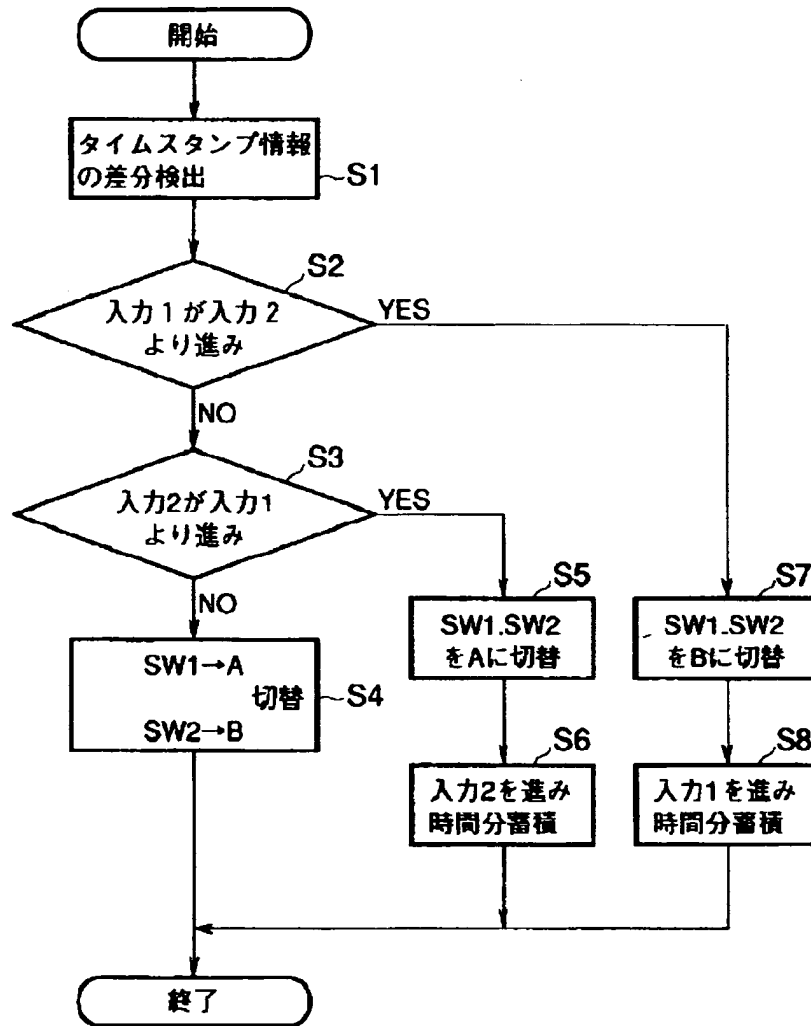 開始
タイムスタンプ情報
の差分検出
S1
S2
入力1が入力2
より進み
YES
NO
S3
入力2が入力1
より進み
YES
NO
SW1→A
切替
SW2→B
S4
S5
SW1.SW2
をAに切替
S6
入力2を進み
時間分蓄積
S7
SW1.SW2
をBに切替
S8
入力1を進み
時間分蓄積
終了